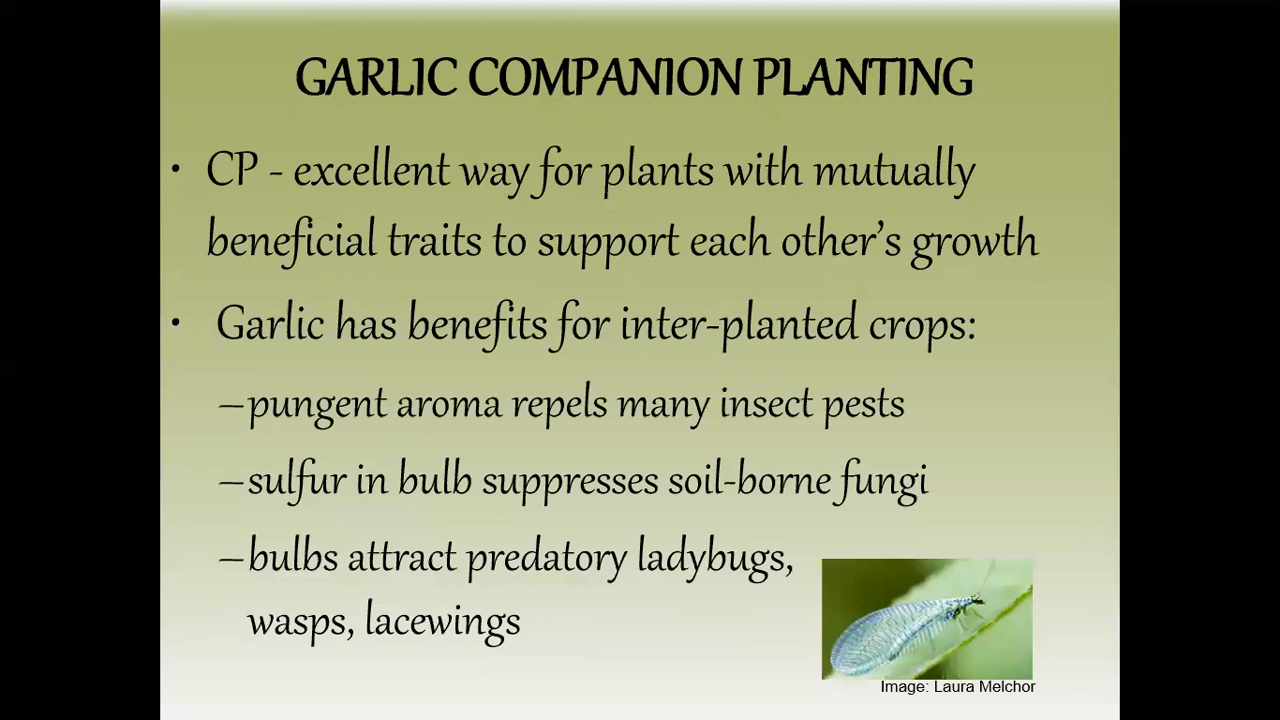 GARLIC COMPANION PLANTING
• CP - excellent way for plants with mutually
beneficial traits to support each other’s growth
• Garlic has benefits for inter-planted crops:
–pungent aroma repels many insect pests
–sulfur in bulb suppresses soil-borne fungi
–bulbs attract predatory ladybugs,
wasps, lacewings
Image: Laura Melchor